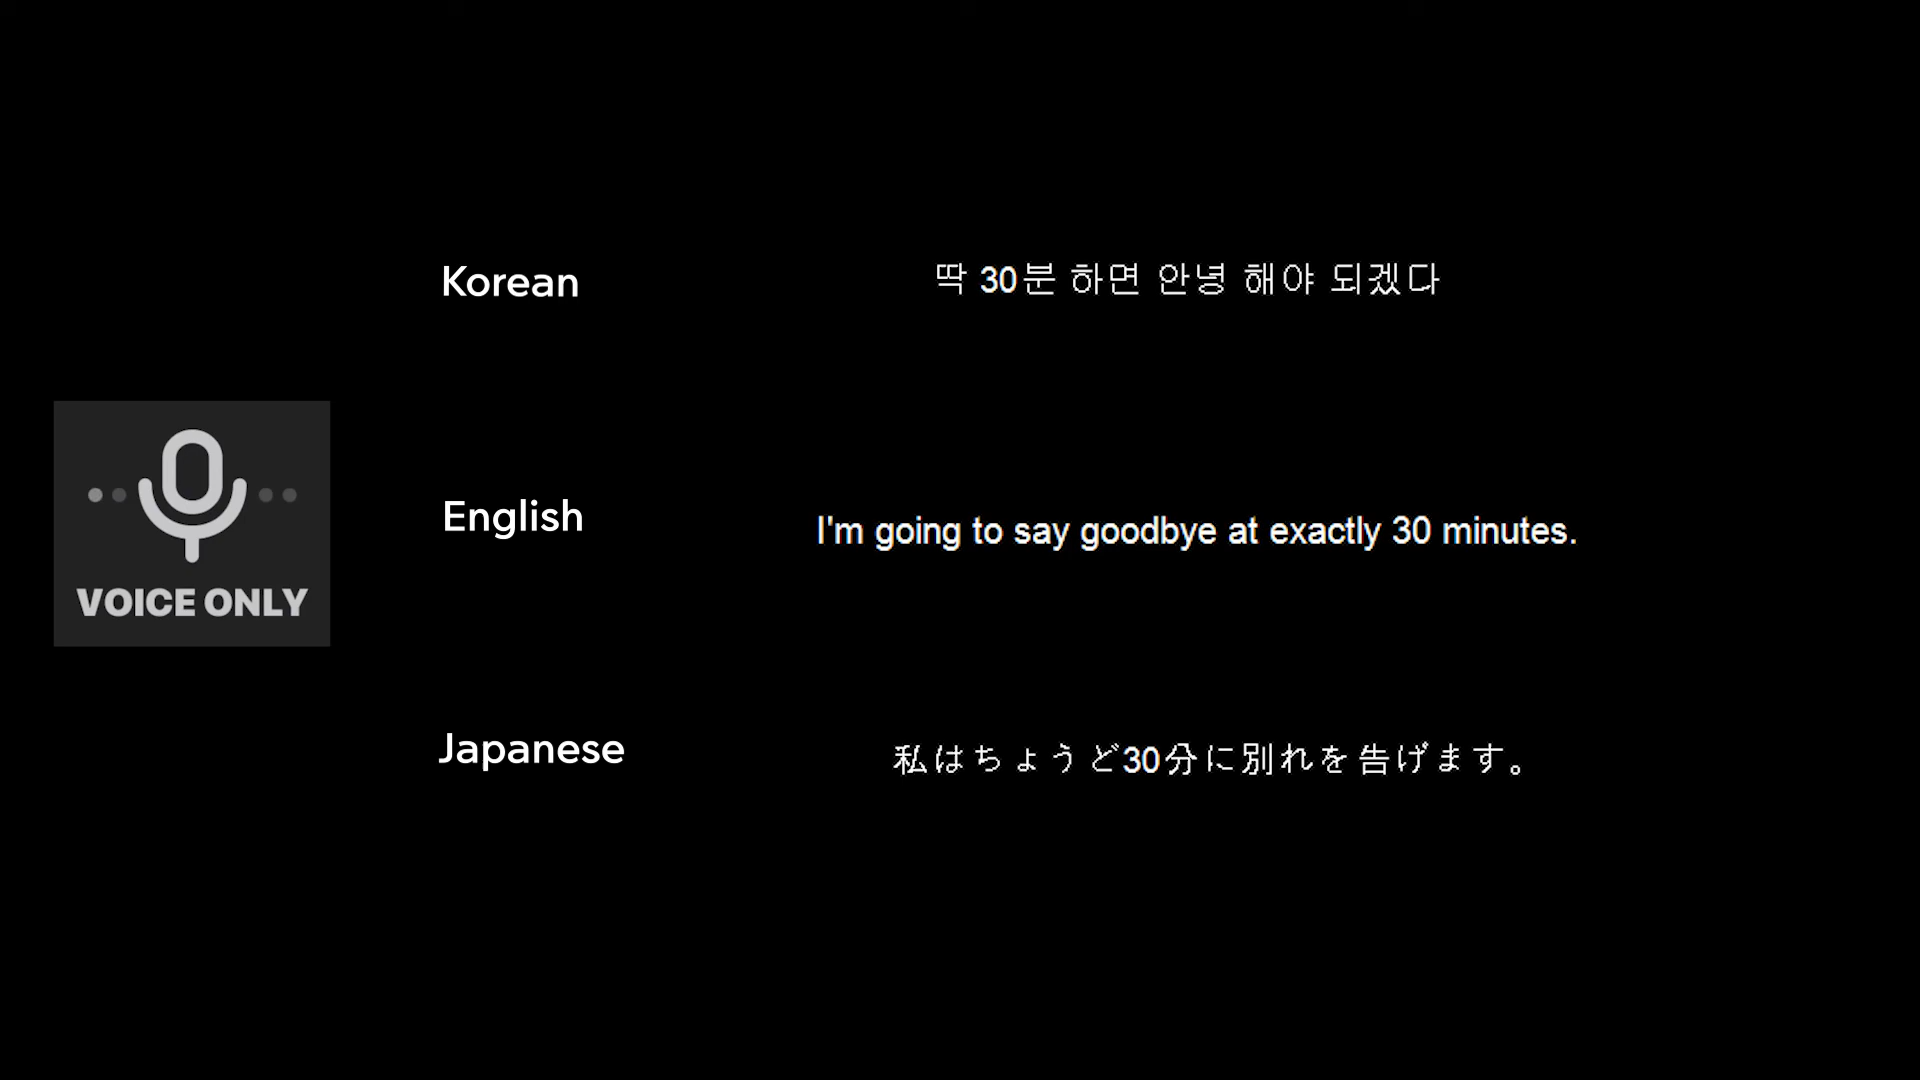 Korean
딱 30분 하면 안녕 해야 되겠다
VOICE ONLY
English
I'm going to say goodbye at exactly 30 minutes.
Japanese
私はちょうど30分に別れを告げます。